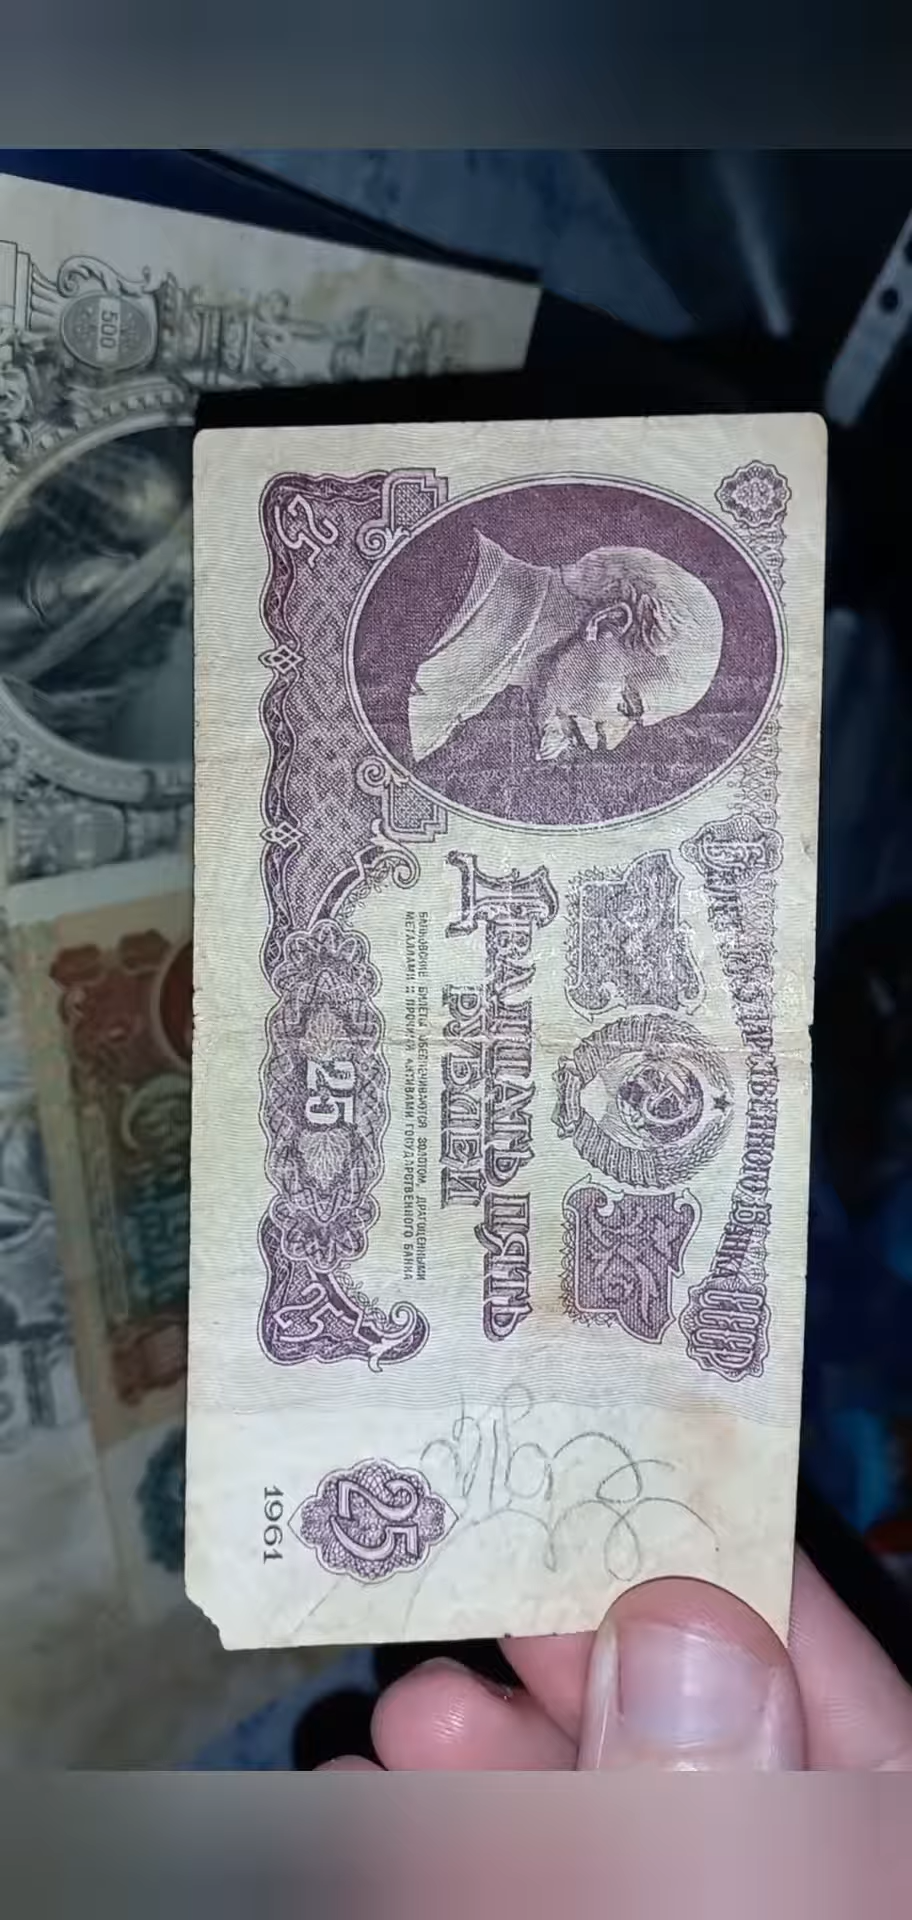 БИЛЕТ ГОСУДАРСТВЕННОГО БАНКА СССР
ДВАДЦАТЬ ПЯТЬ
РУБЛЕЙ
БАНКОВСКИЕ БИЛЕТЫ ОБЕСПЕЧИВАЮТСЯ ЗОЛОТОМ, ДРАГОЦЕННЫМИ
МЕТАЛЛАМИ И ПРОЧИМИ АКТИВАМИ ГОСУДАРСТВЕННОГО БАНКА
25
25
25
25
1961
500